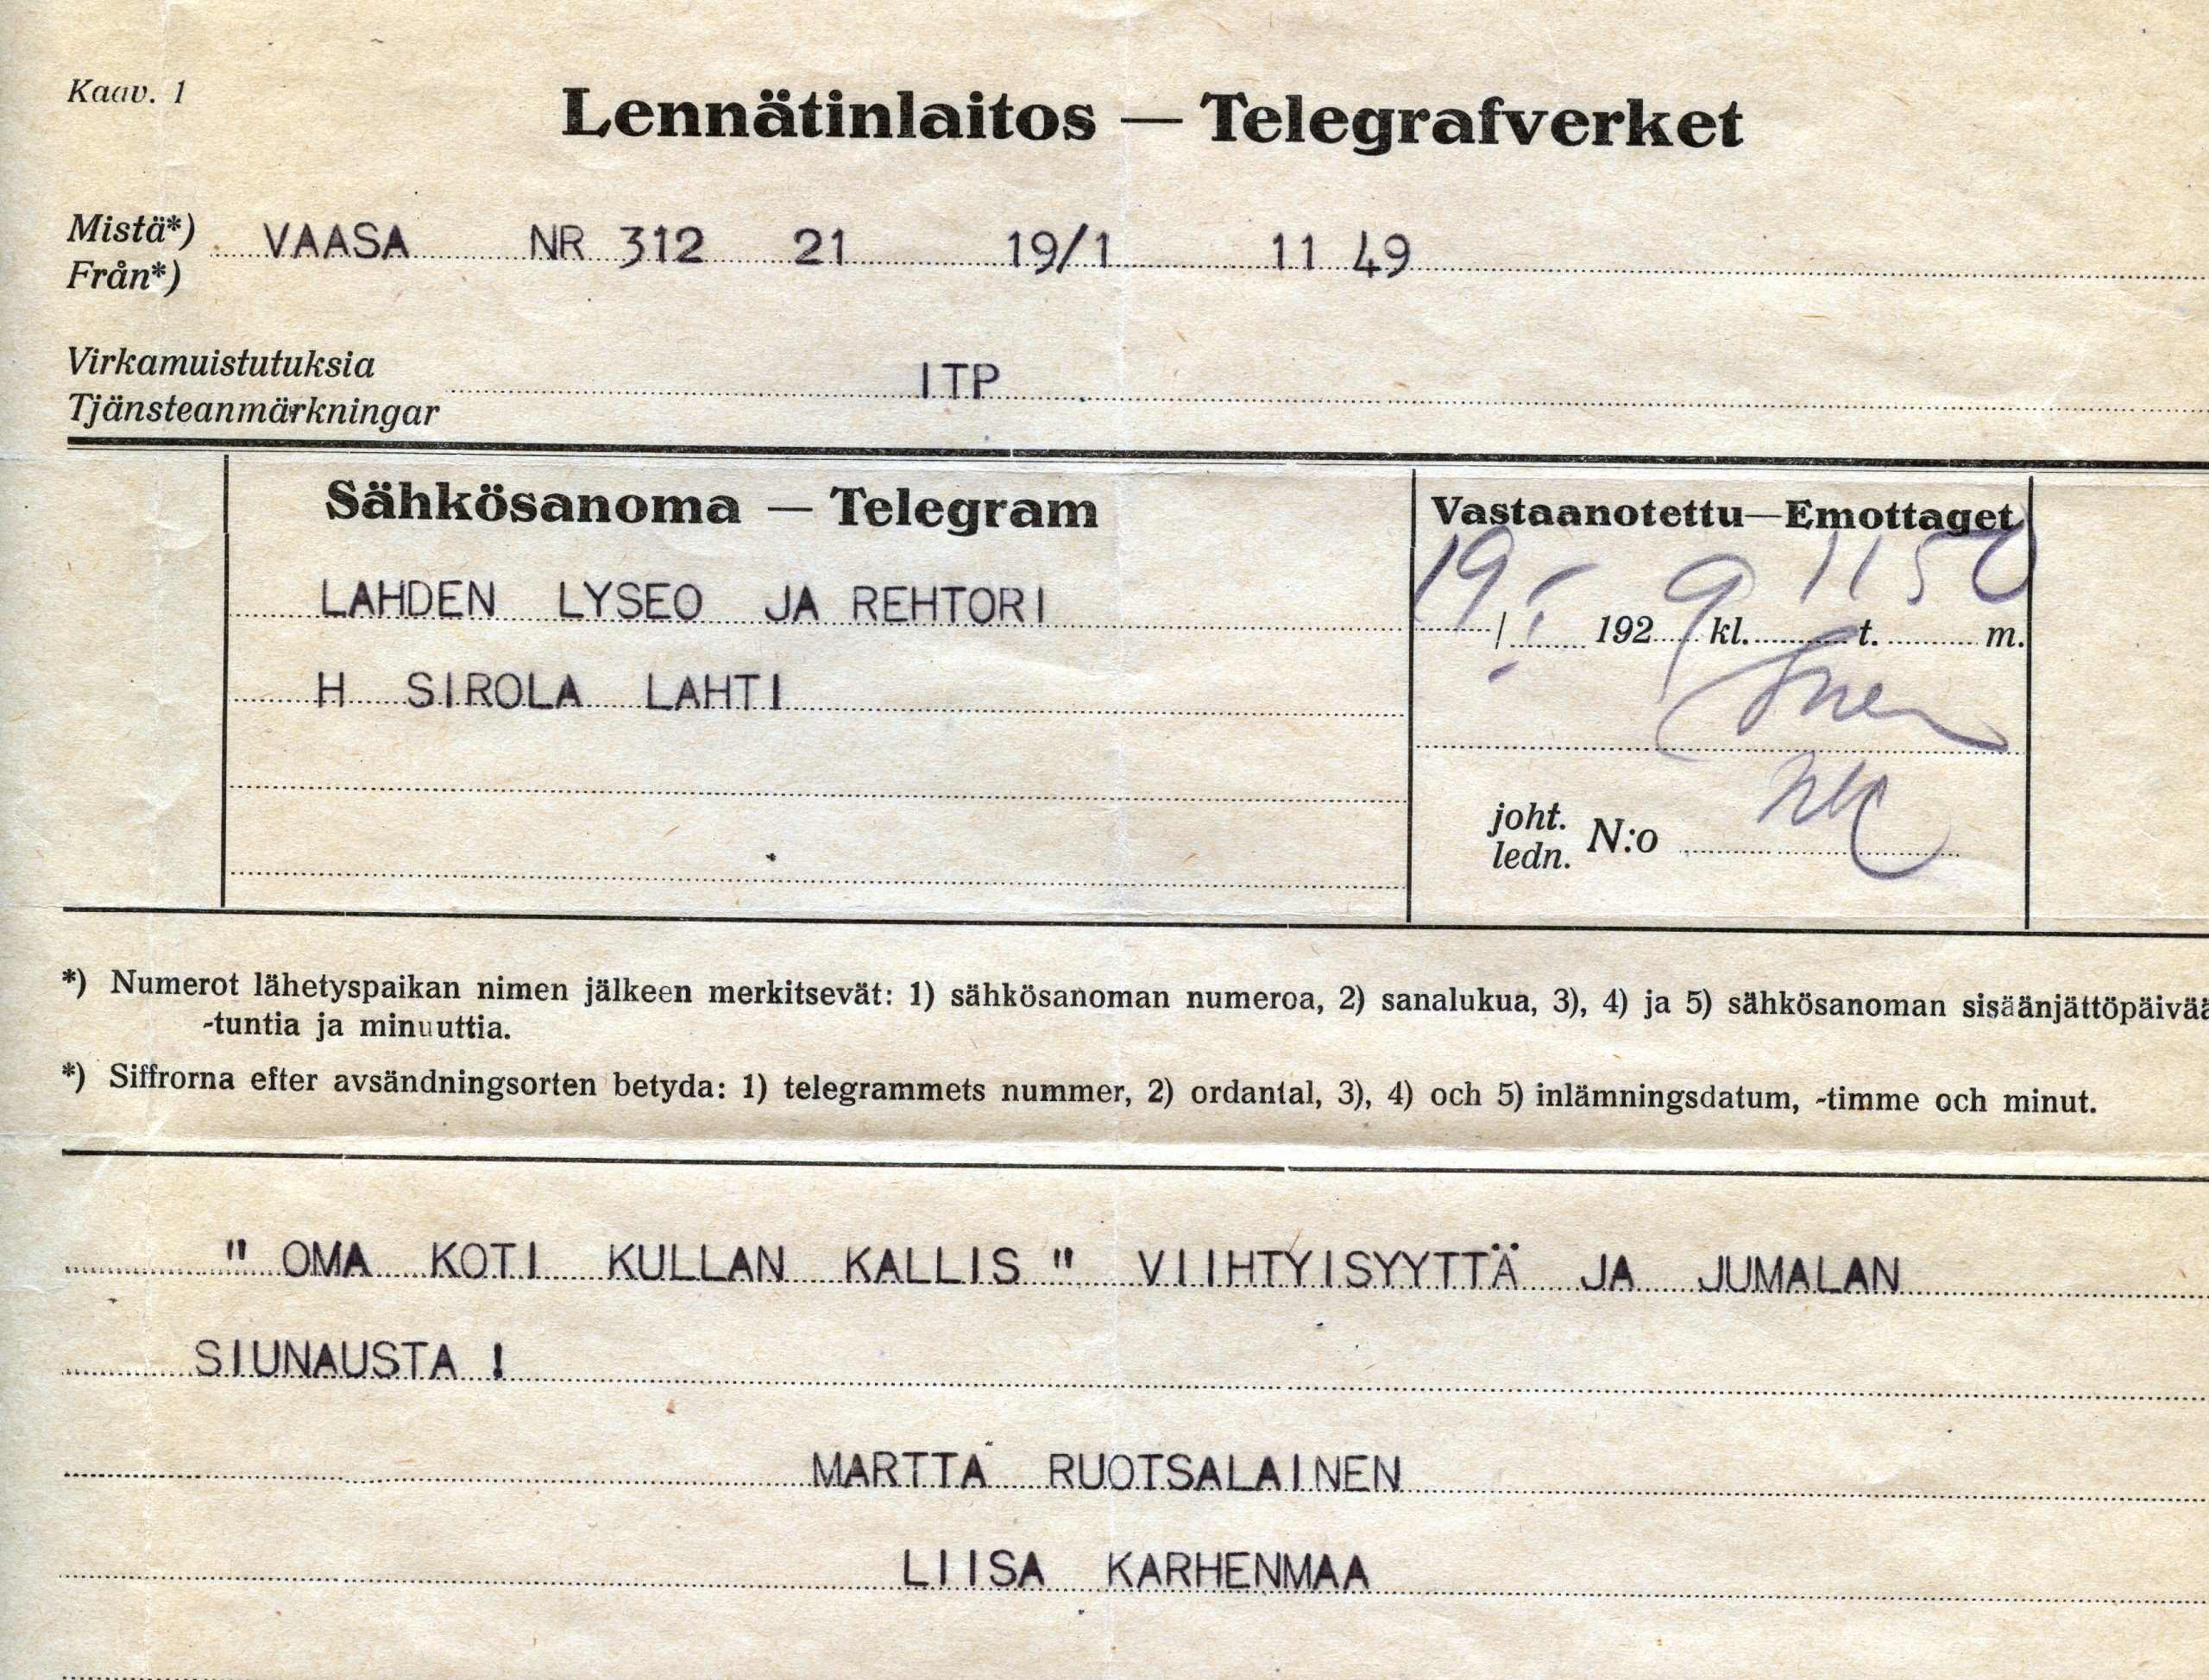 Kaav. 1
Lennätinlaitos — Telegrafverket
Mistä*)
Från*)
VAASA NR 312 21 19/1 11 49
Virkamuistutuksia
Tjänsteanmärkningar
ITP
Sähkösanoma — Telegram
LAHDEN LYSEO JA REHTORI
H SIROLA LAHTI
Vastaanotettu—Emottaget
19/I 1929 kl. 11 t. 50 m.
joht.
ledn. N:o
*) Numerot lähetyspaikan nimen jälkeen merkitsevät: 1) sähkösanoman numeroa, 2) sanalukua, 3), 4) ja 5) sähkösanoman sisäänjättöpäivää
-tuntia ja minuuttia.
*) Siffrorna efter avsändningsorten betyda: 1) telegrammets nummer, 2) ordantal, 3), 4) och 5) inlämningsdatum, -timme och minut.
" OMA KOTI KULLAN KALLIS " VIIHTYISYYTTÄ JA JUMALAN
SIUNAUSTA !
MARTTA RUOTSALAINEN
LIISA KARHENMAA